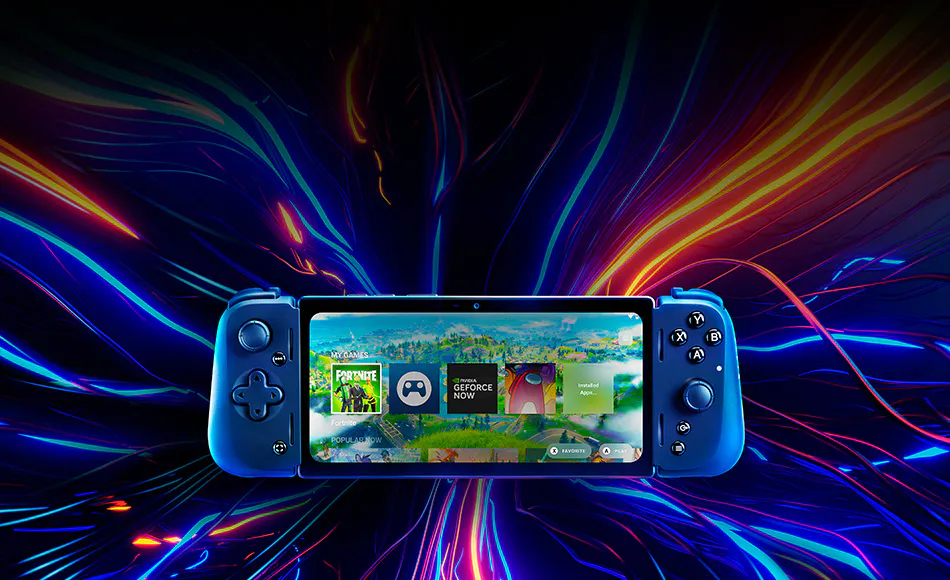 MY GAMES
FORTNITE
NVIDIA
GEFORCE
NOW
Installed
Apps...
Fortnite
POPULAR NOW
X FAVORITE A PLAY
Y
X B
A